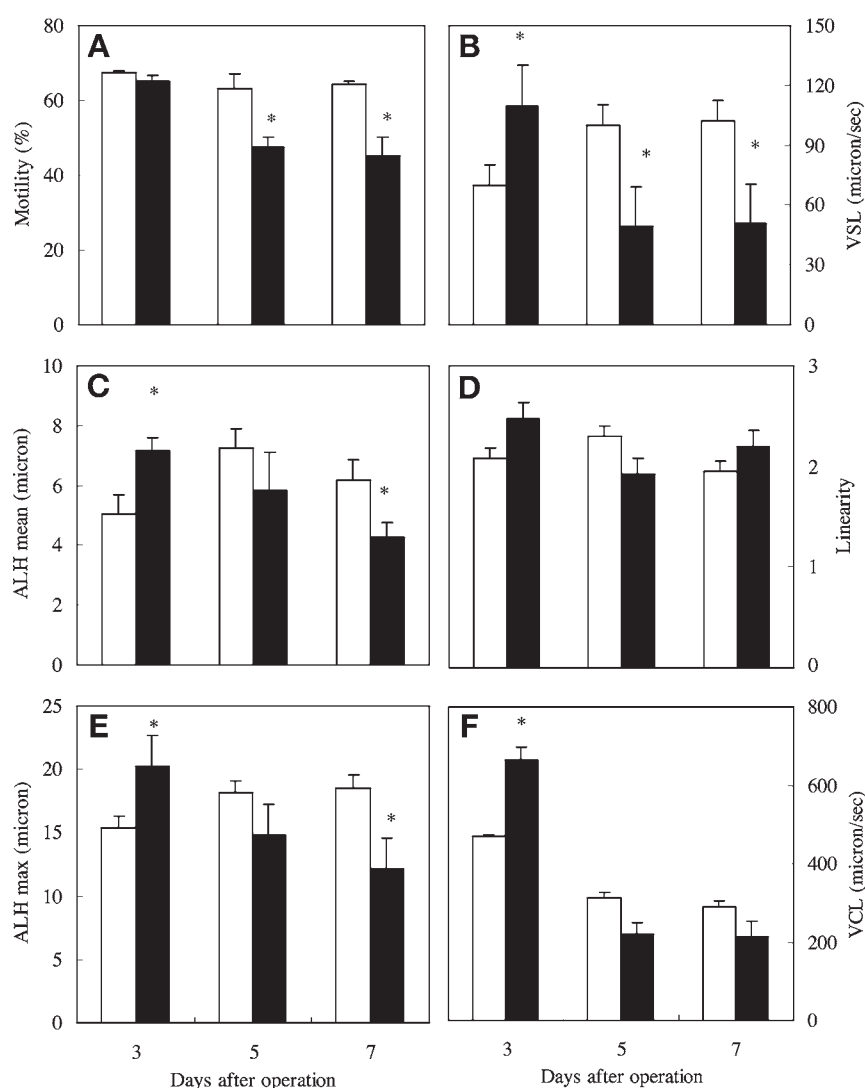 A
Motility (%)
80
60
40
20
0
*
*
B
VSL (micron/sec)
150
120
90
60
30
0
*
*
*
C
ALH mean (micron)
10
8
6
4
2
0
*
*
D
Linearity
3
2
1
0
E
ALH max (micron)
25
20
15
10
5
0
*
*
3 5 7
Days after operation
F
VCL (micron/sec)
800
600
400
200
0
*
3 5 7
Days after operation